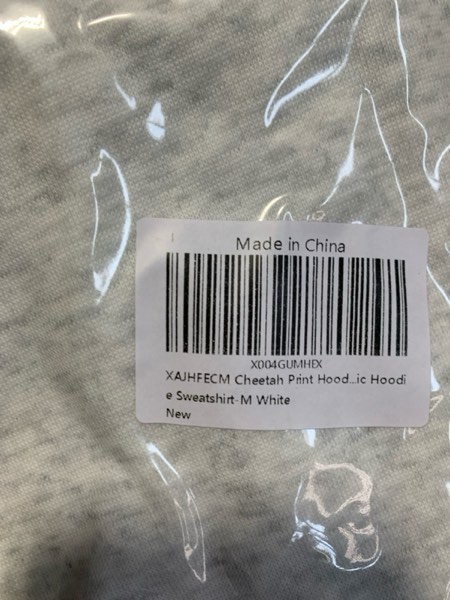 Made in China
X004GUMHEX
XAJHFECM Cheetah Print Hood...ic Hoodi
e Sweatshirt-M White
New